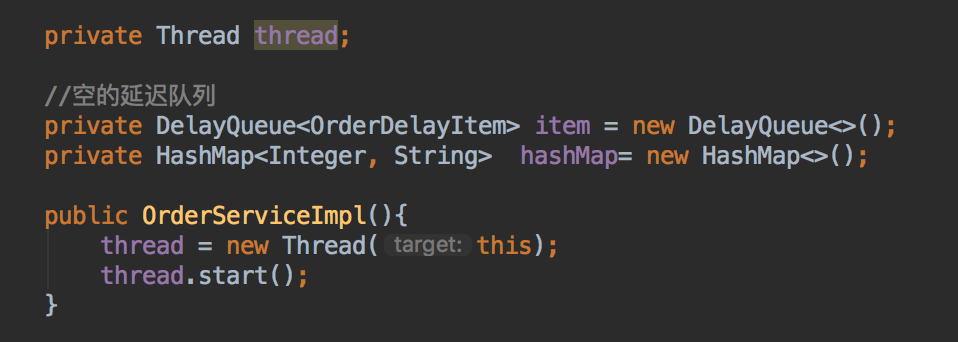 private Thread thread;
//空的延迟队列
private DelayQueue<OrderDelayItem> item = new DelayQueue<>();
private HashMap<Integer, String>  hashMap= new HashMap<>();
public OrderServiceImpl(){
    thread = new Thread( target: this);
    thread.start();
}